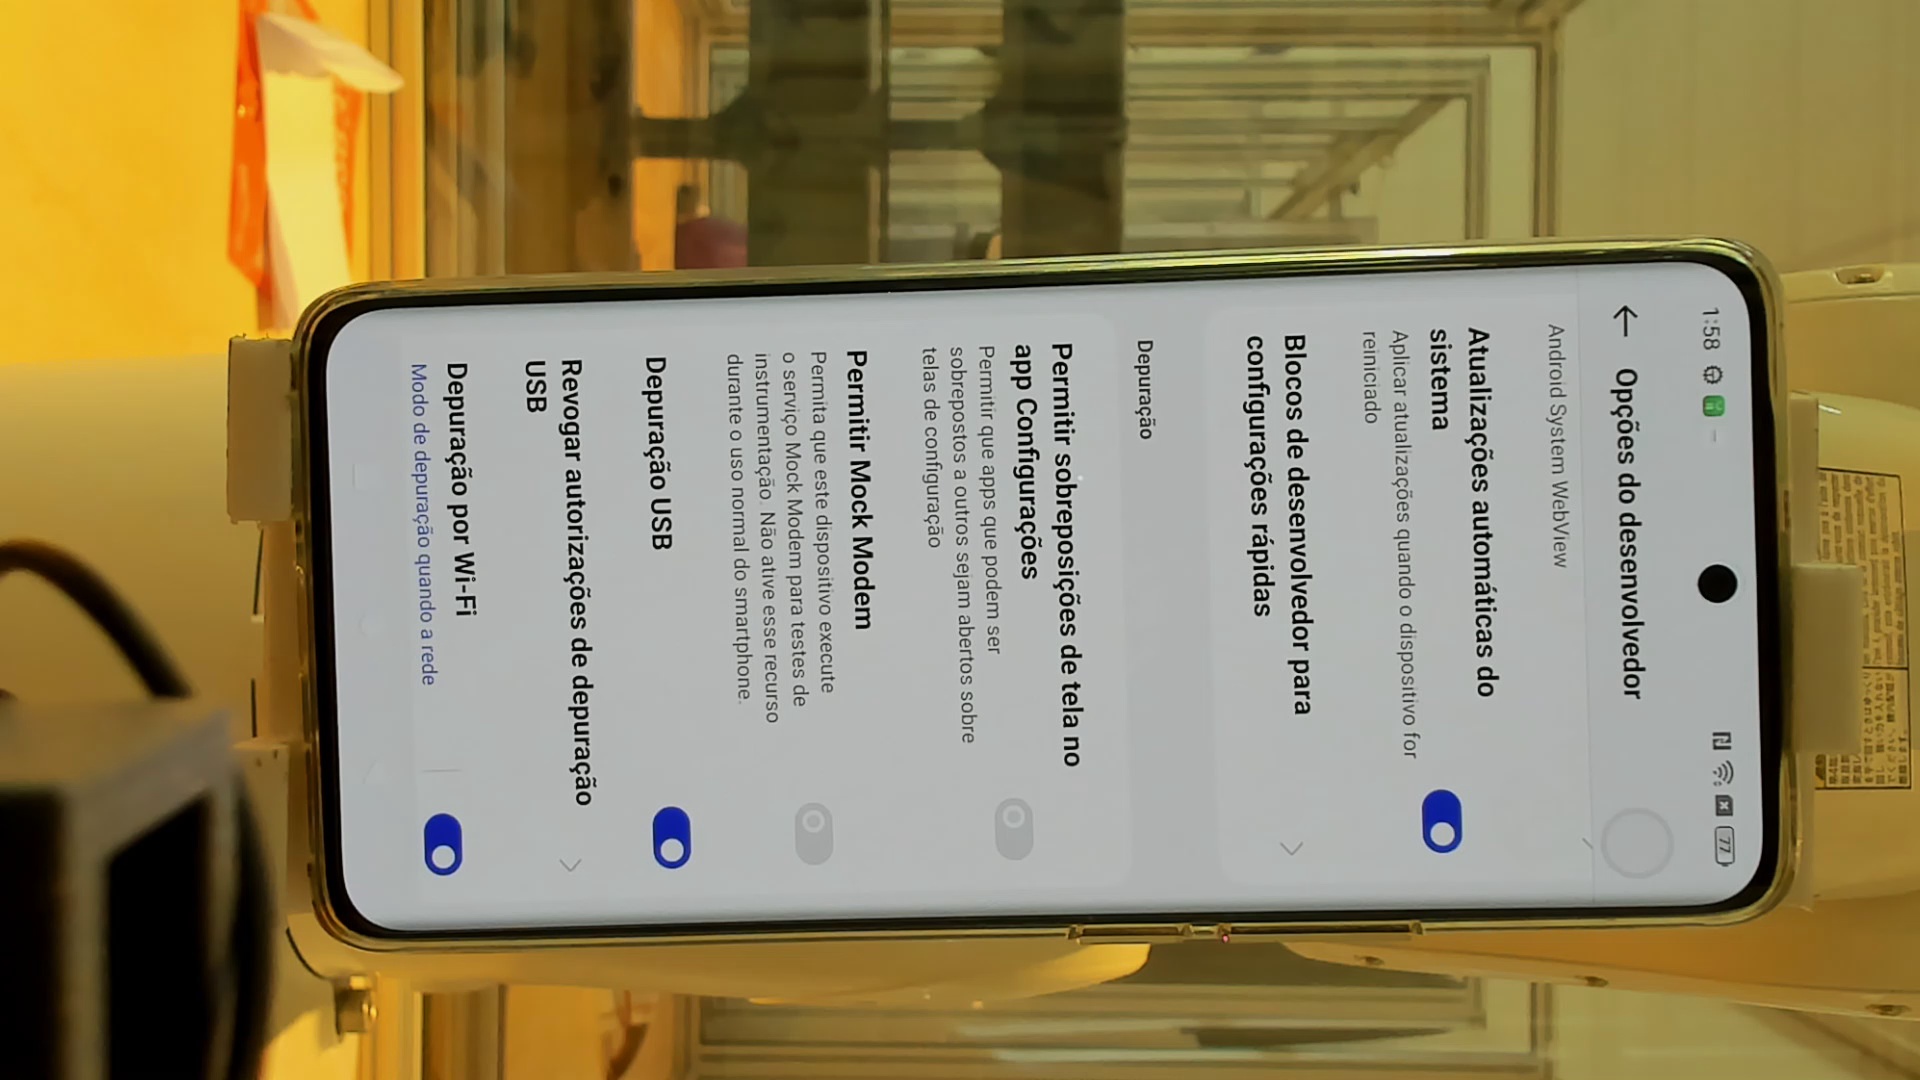 1:58
77
Opções do desenvolvedor
Android System WebView
Atualizações automáticas do
sistema
Aplicar atualizações quando o dispositivo for
reiniciado
Blocos de desenvolvedor para
configurações rápidas
Depuração
Permitir sobreposições de tela no
app Configurações
Permitir que apps que podem ser
sobrepostos a outros sejam abertos sobre
telas de configuração
Permitir Mock Modem
Permita que este dispositivo execute
o serviço Mock Modem para testes de
instrumentação. Não ative esse recurso
durante o uso normal do smartphone.
Depuração USB
Revogar autorizações de depuração
USB
Depuração por Wi-Fi
Modo de depuração quando a rede